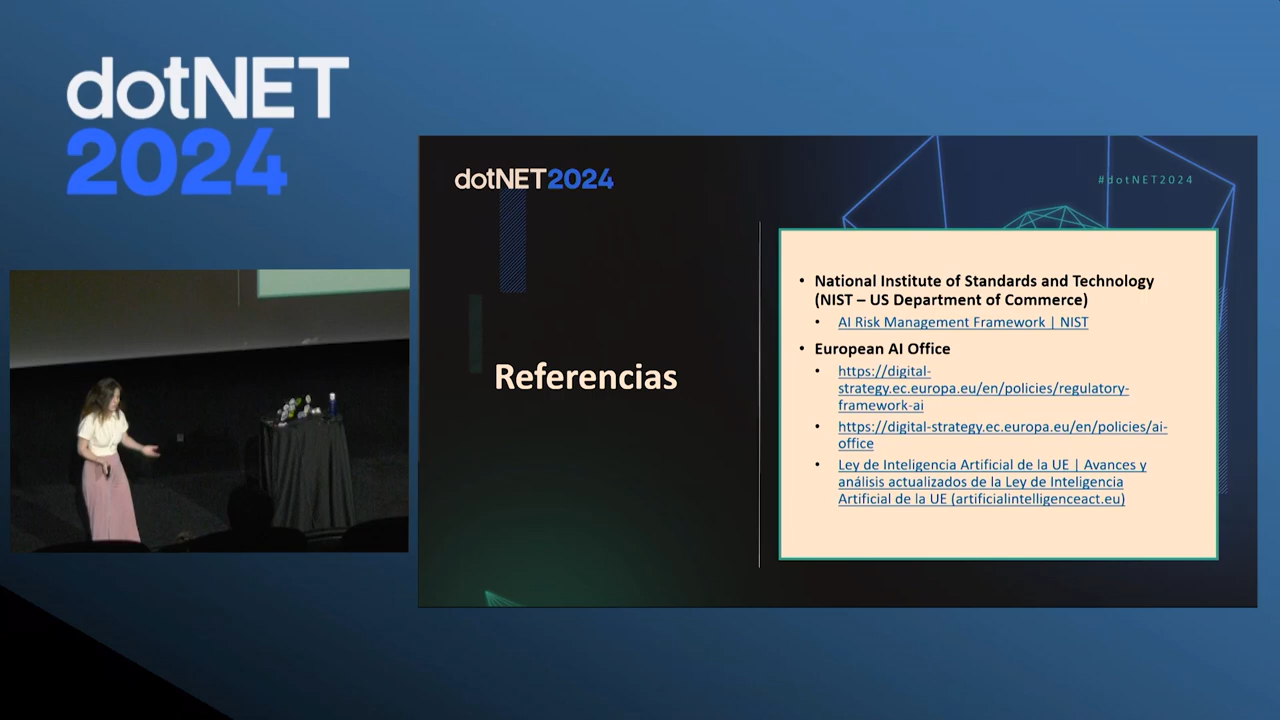 dotNET
2024
dotNET2024
#dotNET2024
Referencias
• National Institute of Standards and Technology
(NIST – US Department of Commerce)
• AI Risk Management Framework | NIST
• European AI Office
• https://digital-
strategy.ec.europa.eu/en/policies/regulatory-
framework-ai
• https://digital-strategy.ec.europa.eu/en/policies/ai-
office
• Ley de Inteligencia Artificial de la UE | Avances y
análisis actualizados de la Ley de Inteligencia
Artificial de la UE (artificialintelligenceact.eu)